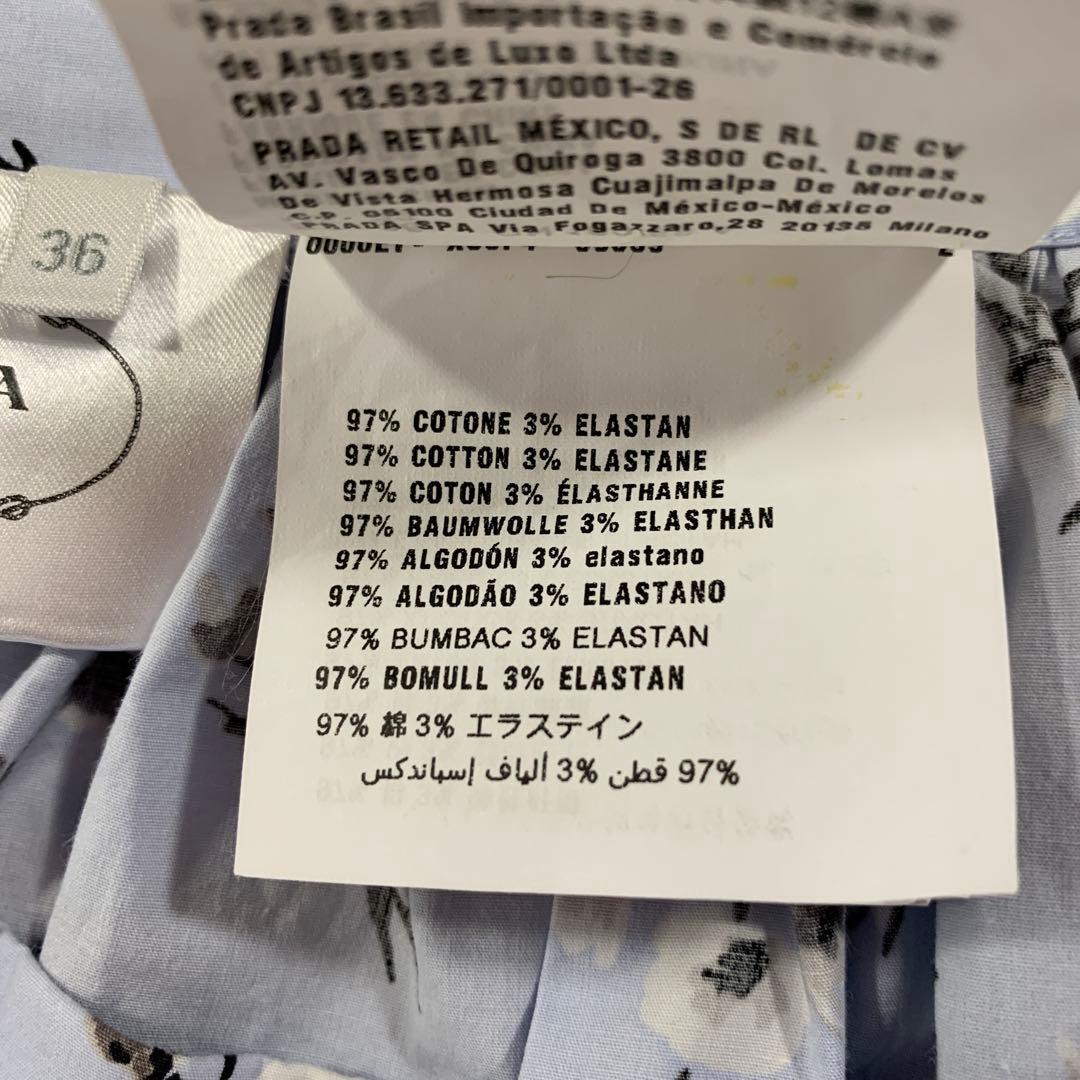 Prada Brasil Importação e Comércio
de Artigos de Luxo Ltda
CNPJ 13.633.271/0001-26
PRADA RETAIL MÉXICO, S DE RL DE CV
AV. Vasco De Quiroga 3800 Col. Lomas
De Vista Hermosa Cuajimalpa De Morelos
C.P. 05100 Ciudad De México-México
PRADA SPA Via Fogazzaro,28 20135 Milano
36
A
97% COTONE 3% ELASTAN
97% COTTON 3% ELASTANE
97% COTON 3% ÉLASTHANNE
97% BAUMWOLLE 3% ELASTHAN
97% ALGODÓN 3% elastano
97% ALGODÃO 3% ELASTANO
97% BUMBAC 3% ELASTAN
97% BOMULL 3% ELASTAN
97% 綿 3% エラステイン
97% قطن 3% ألياف إسباندكس